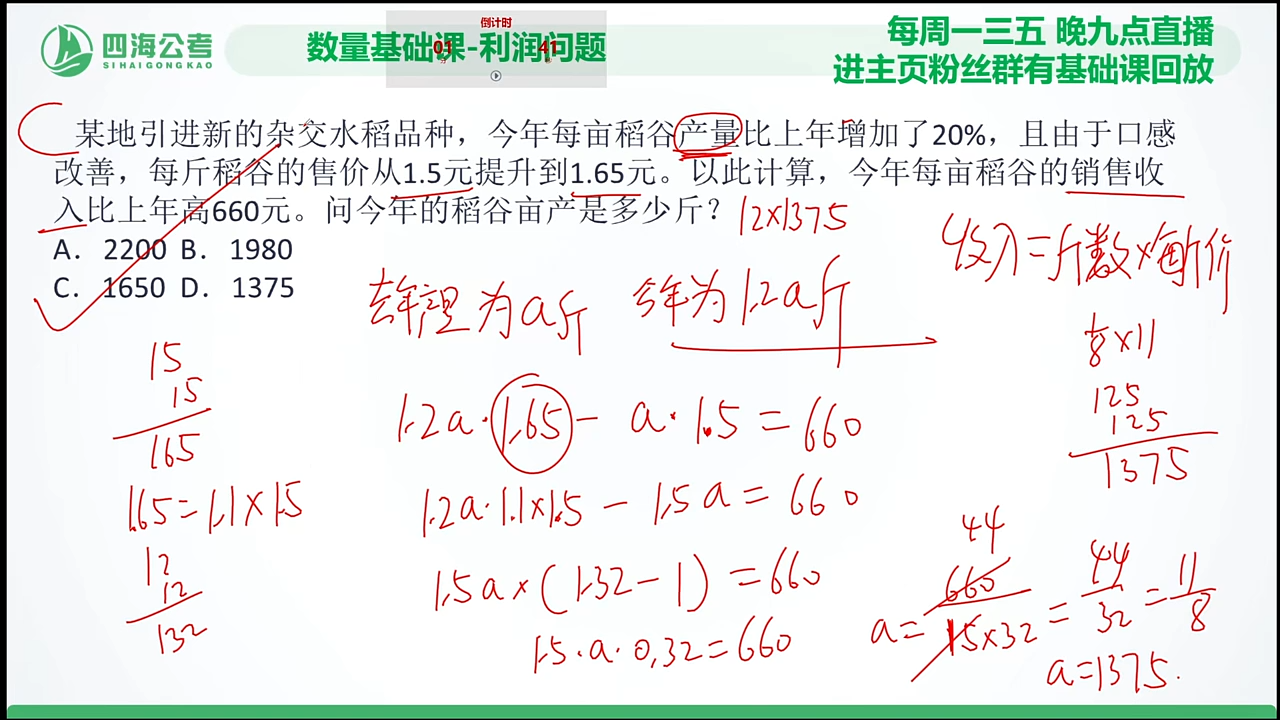 四海公考
SIHAIGONGKAO
数量基础课-利润问题
倒计时
01 41
每周一三五 晚九点直播
进主页粉丝群有基础课回放
C
某地引进新的杂交水稻品种，今年每亩稻谷产量比上年增加了20%，且由于口感
改善，每斤稻谷的售价从1.5元提升到1.65元。以此计算，今年每亩稻谷的销售收
入比上年高660元。问今年的稻谷亩产是多少斤？
A．2200 B．1980
C．1650 D．1375
1.2×1375
收入=斤数×每斤价
去年望为a斤 今年为1.2a斤
1.2a·1.65 - a·1.5=660
1.2a·1.1×1.5 - 1.5a=660
1.5a×(1.32-1)=660
1.5·a·0.32=660
15
15
165
1.65=1.1×1.5
12
12
132
1/8×11
125
125
1375
a=660/15×32=44/32=11/8
44
a=1375.